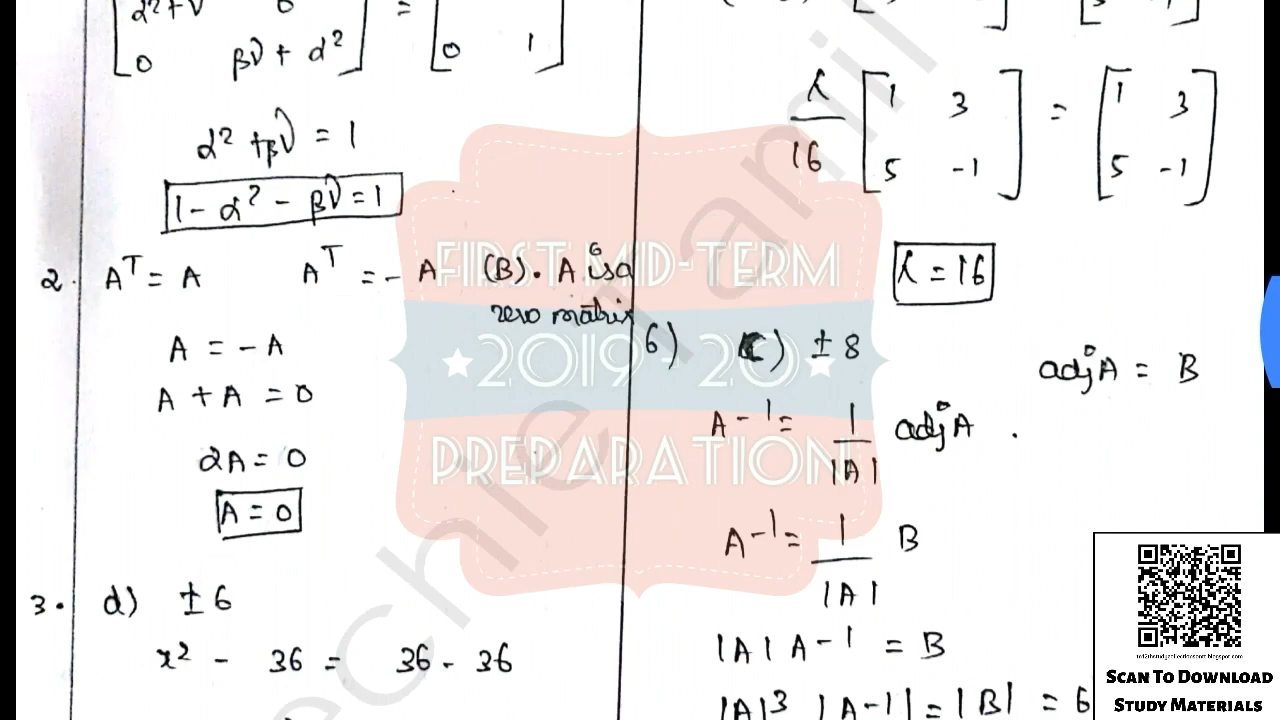 [α²+γ 0
0 βγ + α²] = [
0 1]
α² + βγ = 1
1 - α² - βγ = 1
2. Aᵀ = A Aᵀ = - A (B). A is a
zero matrix
A = - A
A + A = 0
2A = 0
A = 0
3. d) ± 6
x² - 36 = 36 - 36
λ/16 [1 3
5 -1] = [1 3
5 -1]
λ = 16
6) C) ± 8
adj A = B
A⁻¹ = 1/|A| adj A .
A⁻¹ = 1/|A| B
|A| A⁻¹ = B
|A|³ |A⁻¹| = |B| = 6
FIRST MID-TERM
2019 - 20
PREPARATION
SCAN TO DOWNLOAD
STUDY MATERIALS